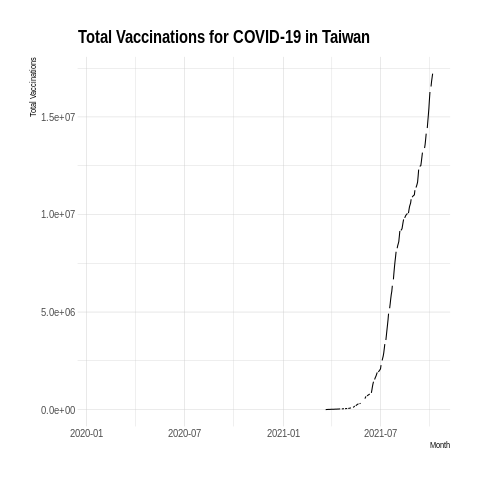 Total Vaccinations for COVID-19 in Taiwan
Total Vaccinations
1.5e+07
1.0e+07
5.0e+06
0.0e+00
2020-01 2020-07 2021-01 2021-07
Month